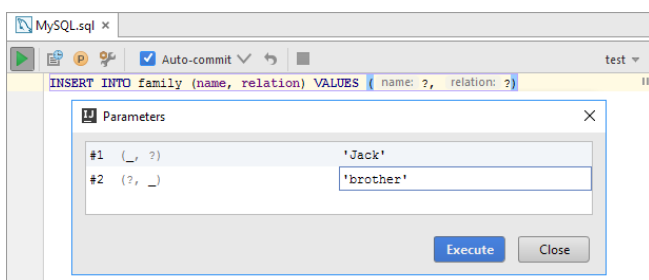 MySQL.sql ×
Auto-commit test
INSERT INTO family (name, relation) VALUES ( name: ?, relation: ?)
IJ Parameters
#1 (_, ?) 'Jack'
#2 (?, _) 'brother'
Execute Close